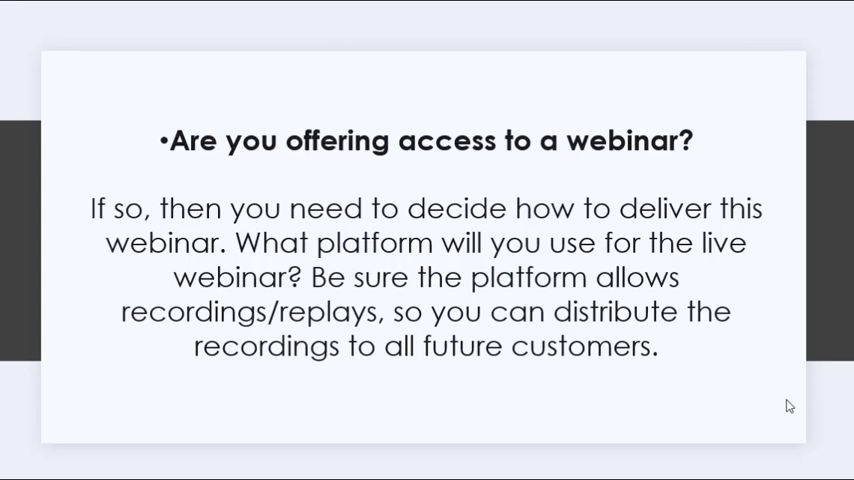 •Are you offering access to a webinar?
If so, then you need to decide how to deliver this
webinar. What platform will you use for the live
webinar? Be sure the platform allows
recordings/replays, so you can distribute the
recordings to all future customers.